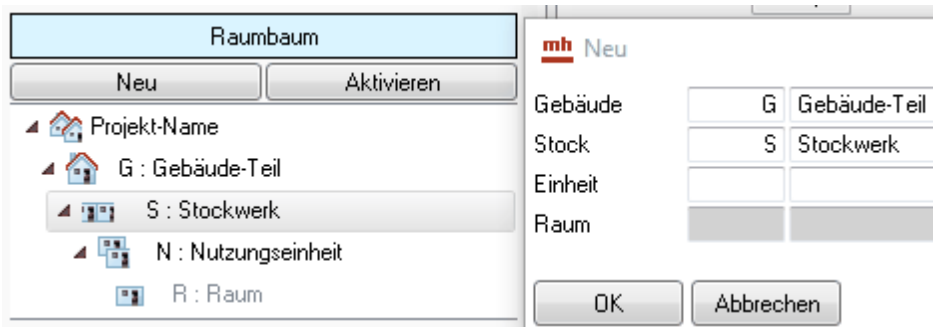 Raumbaum
Neu Aktivieren
Projekt-Name
G : Gebäude-Teil
S : Stockwerk
N : Nutzungseinheit
R : Raum
mh Neu
Gebäude G Gebäude-Teil
Stock S Stockwerk
Einheit
Raum
OK Abbrechen